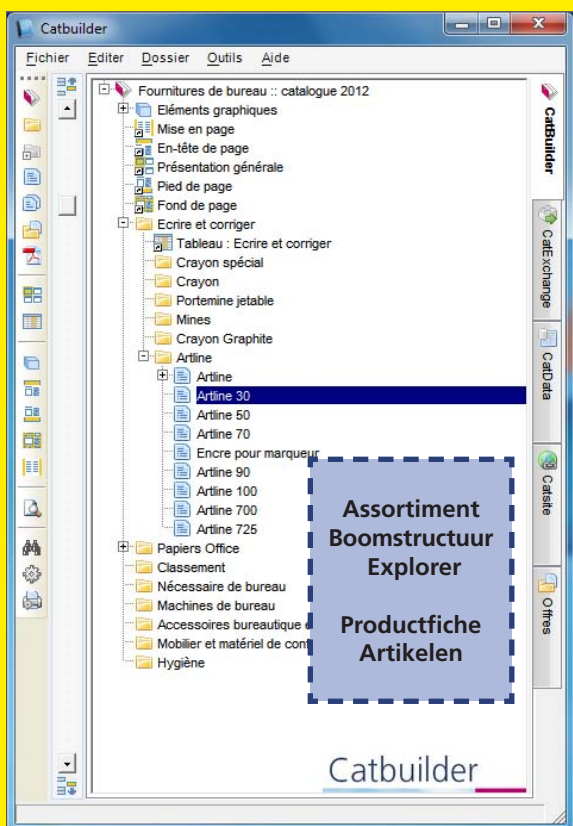 Catbuilder
Fichier Editer Dossier Outils Aide
Fournitures de bureau :: catalogue 2012
Eléments graphiques
Mise en page
En-tête de page
Présentation générale
Pied de page
Fond de page
Ecrire et corriger
Tableau : Ecrire et corriger
Crayon spécial
Crayon
Portemine jetable
Mines
Crayon Graphite
Artline
Artline
Artline 30
Artline 50
Artline 70
Encre pour marqueur
Artline 90
Artline 100
Artline 700
Artline 725
Papiers Office
Classement
Nécessaire de bureau
Machines de bureau
Accessoires bureautique
Mobilier et matériel de
Hygiène
Assortiment
Boomstructuur
Explorer
Productfiche
Artikelen
CatBuilder
CatExchange
CatData
Catsite
Offres
Catbuilder